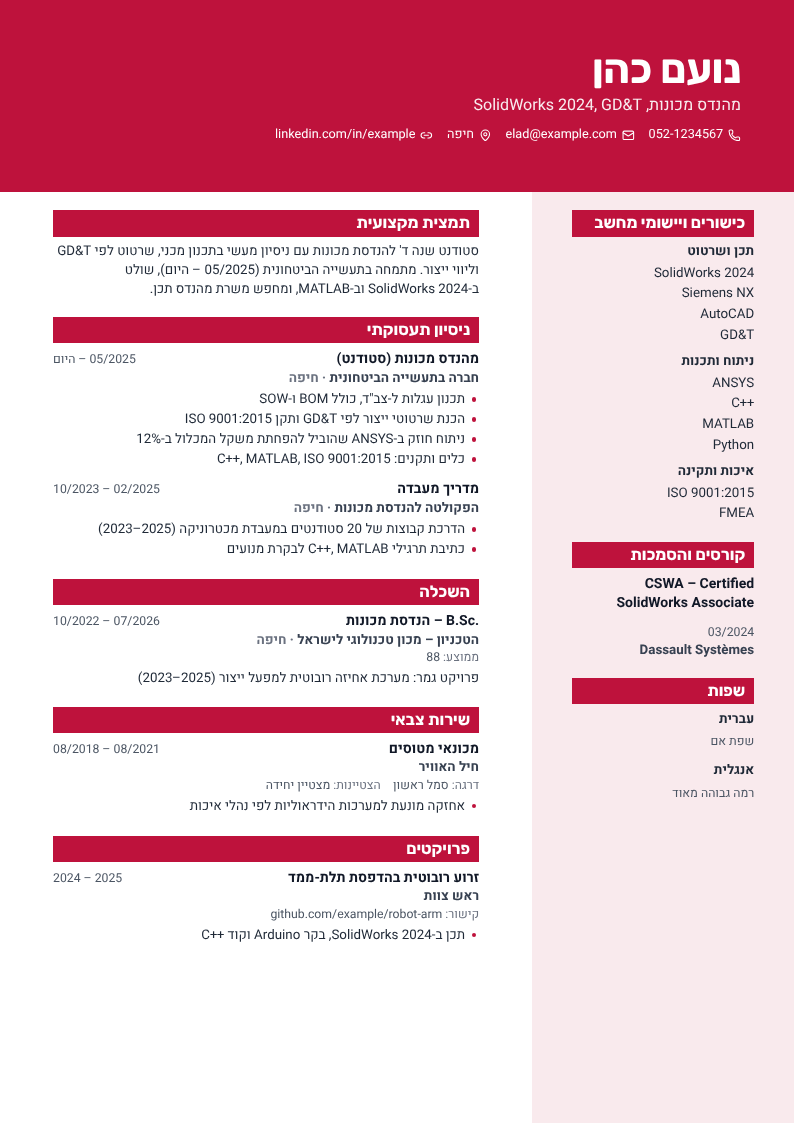 נועם כהן
מהנדס מכונות, SolidWorks 2024, GD&T
052-1234567 elad@example.com חיפה linkedin.com/in/example
כישורים ויישומי מחשב
תכן ושרטוט
SolidWorks 2024
Siemens NX
AutoCAD
GD&T
ניתוח ותכנות
ANSYS
C++
MATLAB
Python
איכות ותקינה
ISO 9001:2015
FMEA
קורסים והסמכות
CSWA – Certified
SolidWorks Associate
03/2024
Dassault Systèmes
שפות
עברית
שפת אם
אנגלית
רמה גבוהה מאוד
תמצית מקצועית
סטודנט שנה ד' להנדסת מכונות עם ניסיון מעשי בתכנון מכני, שרטוט לפי GD&T
וליווי ייצור. מתמחה בתעשייה הביטחונית (05/2025 – היום), שולט
ב-SolidWorks 2024 וב-MATLAB, ומחפש משרת מהנדס תכן.
ניסיון תעסוקתי
מהנדס מכונות (סטודנט) 05/2025 – היום
חברה בתעשייה הביטחונית · חיפה
• תכנון עגלות ל-צב"ד, כולל BOM ו-SOW
• הכנת שרטוטי ייצור לפי GD&T ותקן ISO 9001:2015
• ניתוח חוזק ב-ANSYS שהוביל להפחתת משקל המכלול ב-12%
• כלים ותקנים: C++, MATLAB, ISO 9001:2015
מדריך מעבדה 10/2023 – 02/2025
הפקולטה להנדסת מכונות · חיפה
• הדרכת קבוצות של 20 סטודנטים במעבדת מכטרוניקה (2023–2025)
• כתיבת תרגילי C++, MATLAB לבקרת מנועים
השכלה
B.Sc. – הנדסת מכונות 10/2022 – 07/2026
הטכניון – מכון טכנולוגי לישראל · חיפה
ממוצע: 88
פרויקט גמר: מערכת אחיזה רובוטית למפעל ייצור (2023–2025)
שירות צבאי
מכונאי מטוסים 08/2018 – 08/2021
חיל האוויר
דרגה: סמל ראשון הצטיינות: מצטיין יחידה
• אחזקה מונעת למערכות הידראוליות לפי נהלי איכות
פרויקטים
זרוע רובוטית בהדפסת תלת-ממד 2024 – 2025
ראש צוות
קישור: github.com/example/robot-arm
• תכן ב-SolidWorks 2024, בקר Arduino וקוד C++